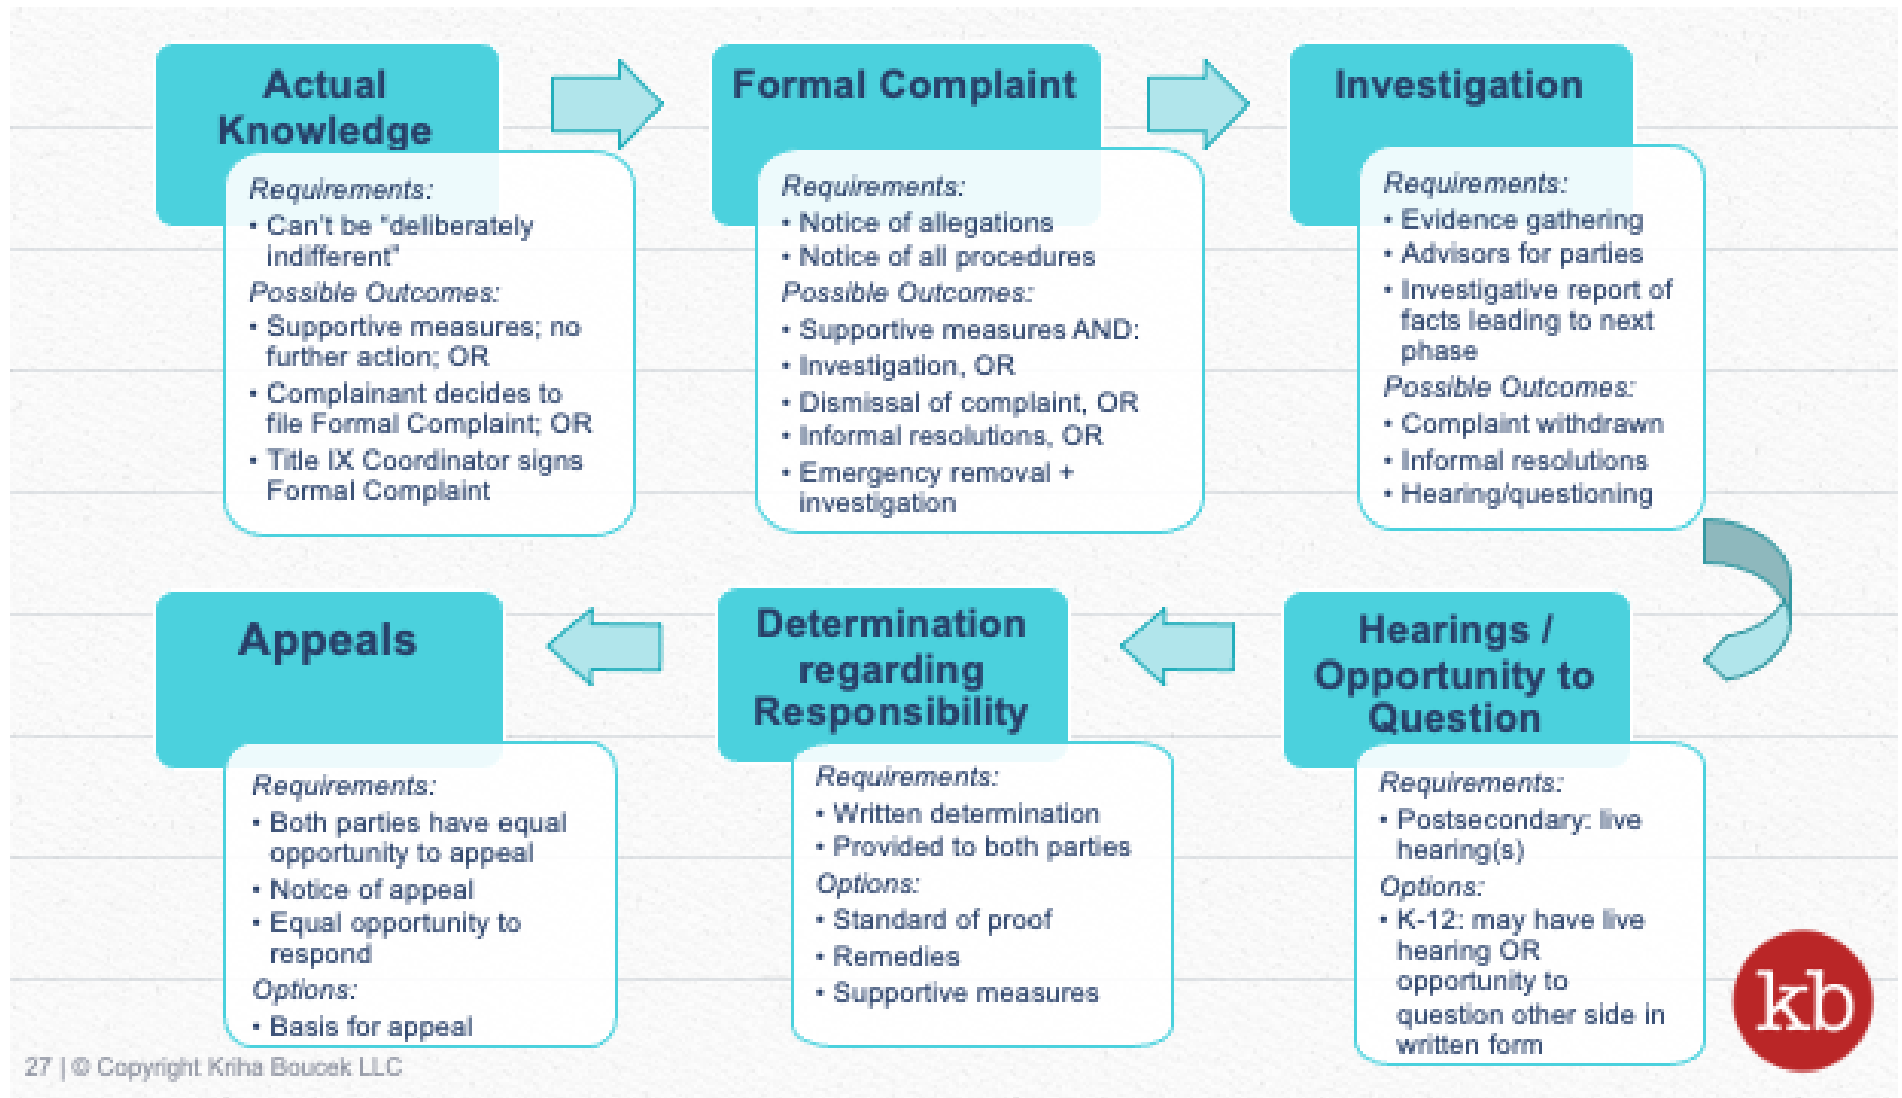 Actual
Knowledge
Requirements:
• Can't be "deliberately
indifferent"
Possible Outcomes:
• Supportive measures; no
further action; OR
• Complainant decides to
file Formal Complaint; OR
• Title IX Coordinator signs
Formal Complaint
Formal Complaint
Requirements:
• Notice of allegations
• Notice of all procedures
Possible Outcomes:
• Supportive measures AND:
• Investigation, OR
• Dismissal of complaint, OR
• Informal resolutions, OR
• Emergency removal +
investigation
Investigation
Requirements:
• Evidence gathering
• Advisors for parties
• Investigative report of
facts leading to next
phase
Possible Outcomes:
• Complaint withdrawn
• Informal resolutions
• Hearing/questioning
Hearings /
Opportunity to
Question
Requirements:
• Postsecondary: live
hearing(s)
Options:
• K-12: may have live
hearing OR
opportunity to
question other side in
written form
Determination
regarding
Responsibility
Requirements:
• Written determination
• Provided to both parties
Options:
• Standard of proof
• Remedies
• Supportive measures
Appeals
Requirements:
• Both parties have equal
opportunity to appeal
• Notice of appeal
• Equal opportunity to
respond
Options:
• Basis for appeal
27 | © Copyright Kriha Boucek LLC
kb